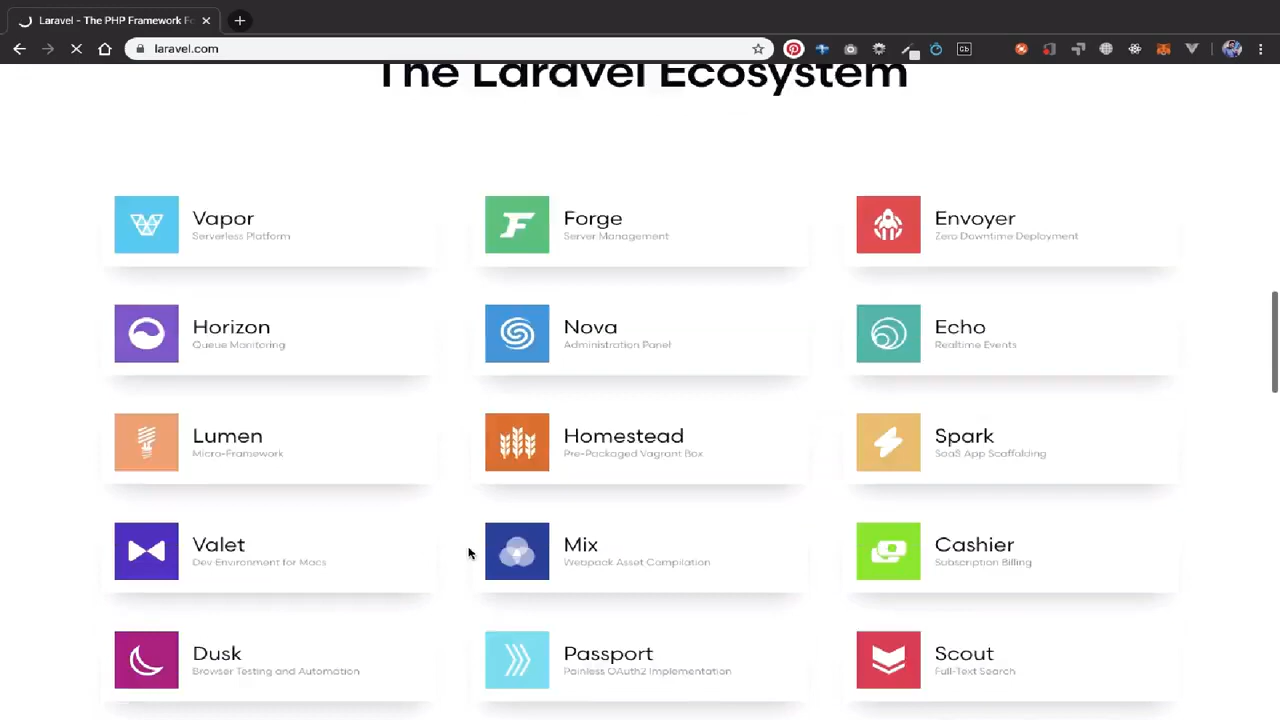 Laravel - The PHP Framework Fo
laravel.com
The Laravel Ecosystem
Vapor
Serverless Platform
Forge
Server Management
Envoyer
Zero Downtime Deployment
Horizon
Queue Monitoring
Nova
Administration Panel
Echo
Realtime Events
Lumen
Micro-Framework
Homestead
Pre-Packaged Vagrant Box
Spark
SaaS App Scaffolding
Valet
Dev Environment for Macs
Mix
Webpack Asset Compilation
Cashier
Subscription Billing
Dusk
Browser Testing and Automation
Passport
Painless OAuth2 Implementation
Scout
Full-Text Search